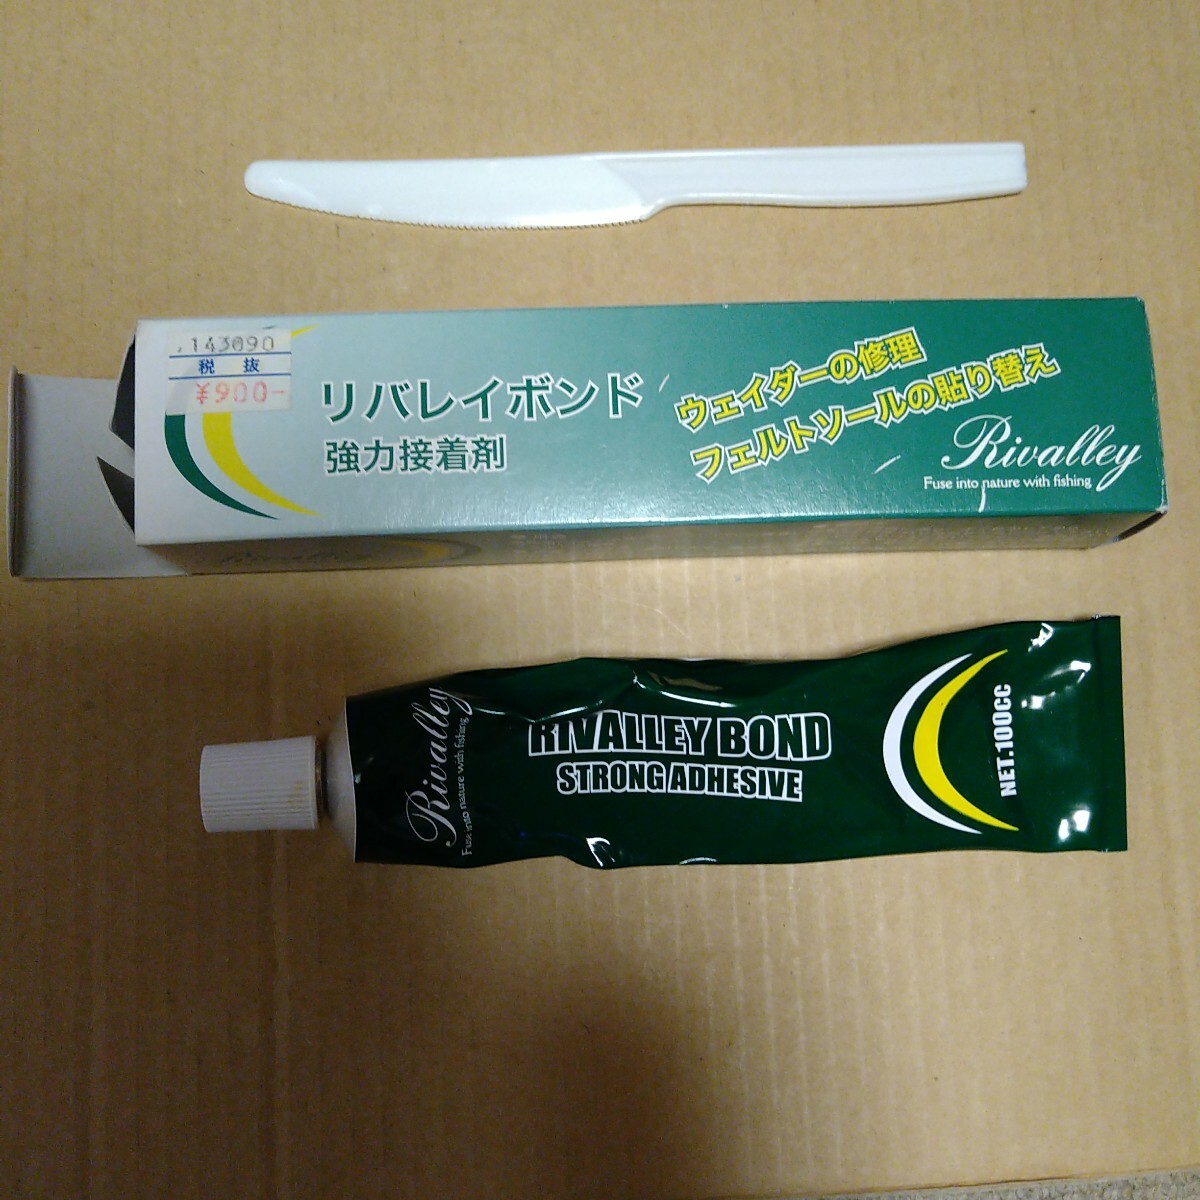 143090
税 抜
¥900-
リバレイボンド
強力接着剤
ウェイダーの修理
フェルトソールの貼り替え
Rivalley
Fuse into nature with fishing
Rivalley
Rivalley
Fuse into nature with fishing
RIVALLEY BOND
STRONG ADHESIVE
NET.100CC